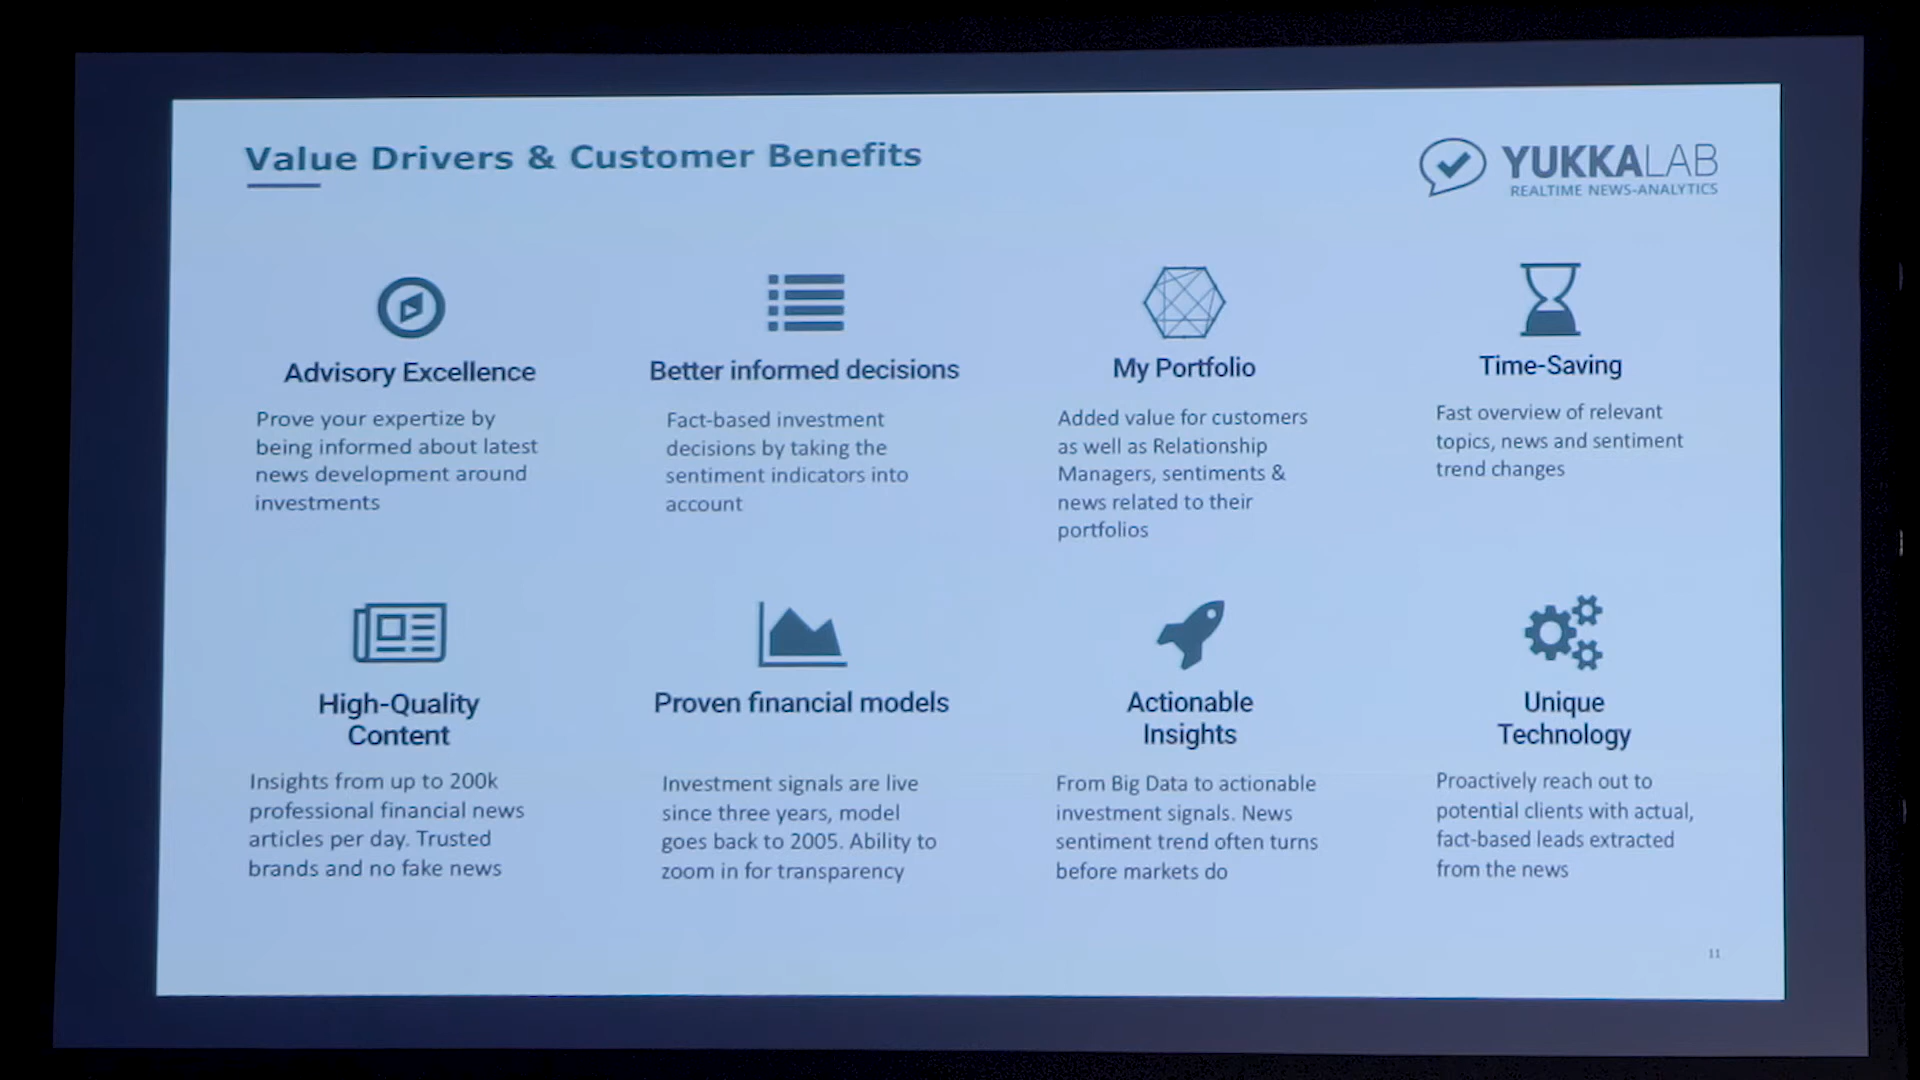 Value Drivers & Customer Benefits
YUKKALAB
REALTIME NEWS-ANALYTICS
Advisory Excellence
Prove your expertize by
being informed about latest
news development around
investments
Better informed decisions
Fact-based investment
decisions by taking the
sentiment indicators into
account
My Portfolio
Added value for customers
as well as Relationship
Managers, sentiments &
news related to their
portfolios
Time-Saving
Fast overview of relevant
topics, news and sentiment
trend changes
High-Quality
Content
Insights from up to 200k
professional financial news
articles per day. Trusted
brands and no fake news
Proven financial models
Investment signals are live
since three years, model
goes back to 2005. Ability to
zoom in for transparency
Actionable
Insights
From Big Data to actionable
investment signals. News
sentiment trend often turns
before markets do
Unique
Technology
Proactively reach out to
potential clients with actual,
fact-based leads extracted
from the news
11